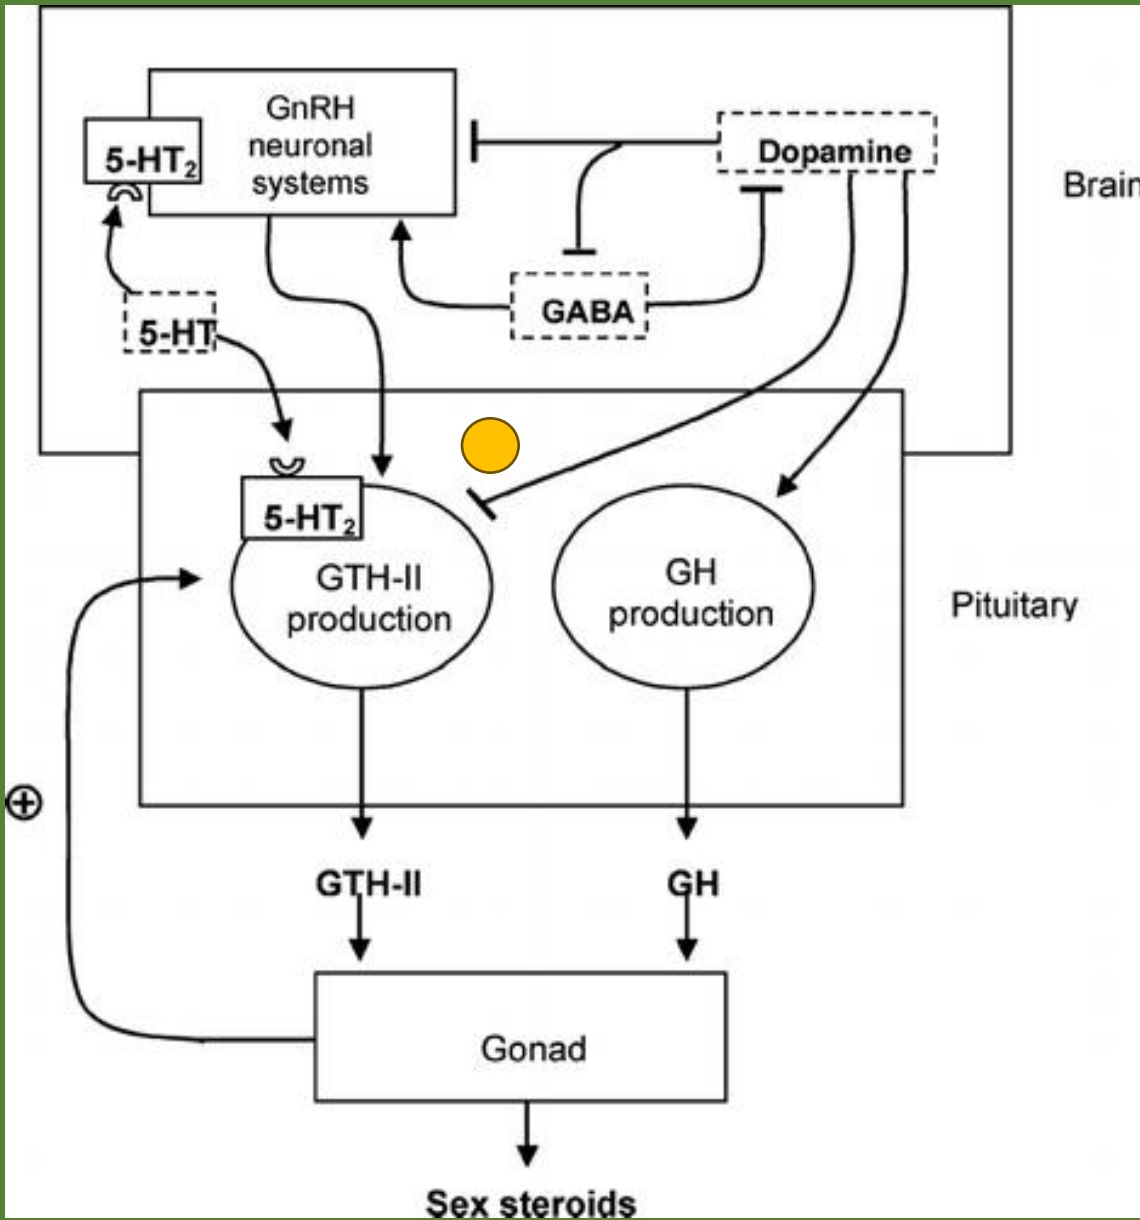 GnRH
neuronal
systems
5-HT2
Dopamine
Brain
GABA
5-HT
5-HT2
GTH-II
production
GH
production
Pituitary
+
GTH-II
GH
Gonad
Sex steroids